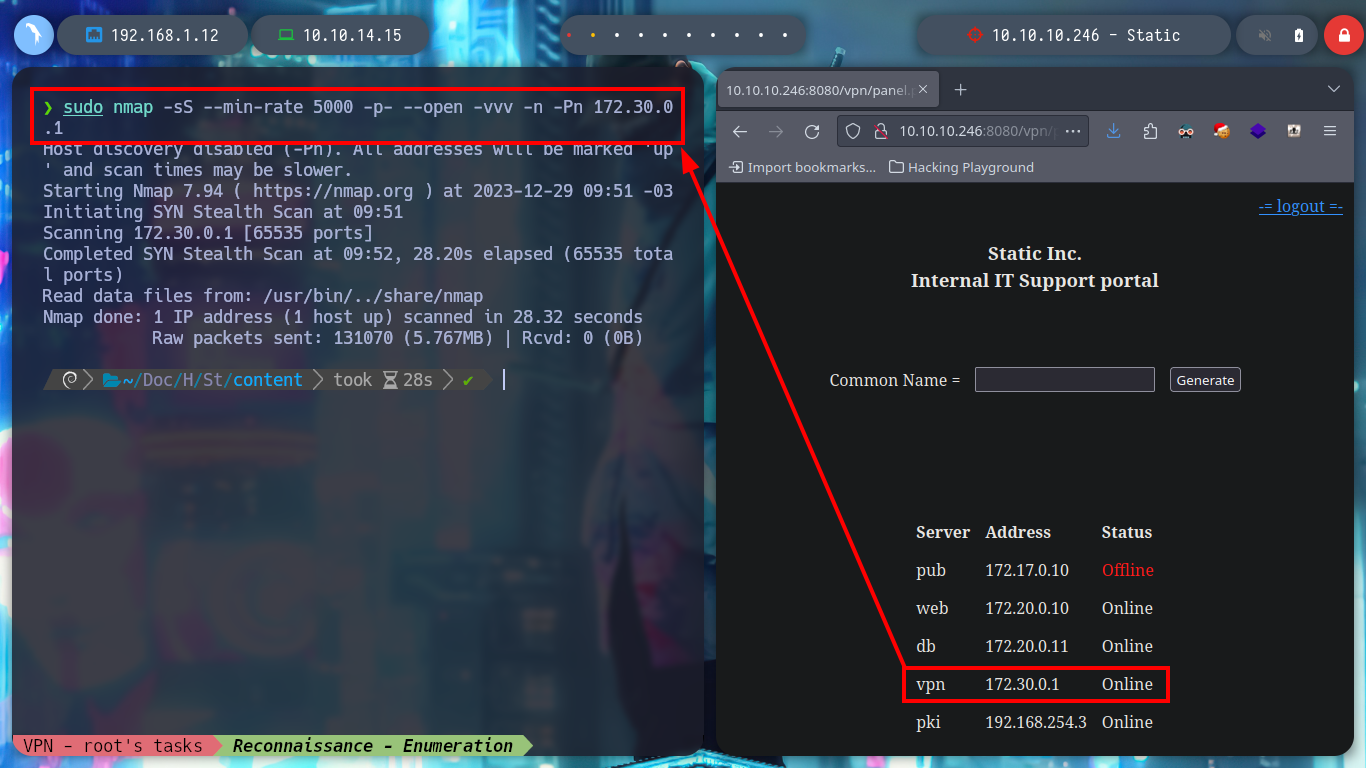 192.168.1.12
10.10.14.15
10.10.10.246 - Static
❯ sudo nmap -sS --min-rate 5000 -p- --open -vvv -n -Pn 172.30.0
.1
Host discovery disabled (-Pn). All addresses will be marked 'up
' and scan times may be slower.
Starting Nmap 7.94 ( https://nmap.org ) at 2023-12-29 09:51 -03
Initiating SYN Stealth Scan at 09:51
Scanning 172.30.0.1 [65535 ports]
Completed SYN Stealth Scan at 09:52, 28.20s elapsed (65535 tota
l ports)
Read data files from: /usr/bin/../share/nmap
Nmap done: 1 IP address (1 host up) scanned in 28.32 seconds
Raw packets sent: 131070 (5.767MB) | Rcvd: 0 (0B)
~/Doc/H/St/content took 28s ✔
VPN - root's tasks Reconnaissance - Enumeration
10.10.10.246:8080/vpn/panel.
10.10.10.246:8080/vpn/
Import bookmarks... Hacking Playground
-= logout =-
Static Inc.
Internal IT Support portal
Common Name = Generate
Server Address Status
pub 172.17.0.10 Offline
web 172.20.0.10 Online
db 172.20.0.11 Online
vpn 172.30.0.1 Online
pki 192.168.254.3 Online